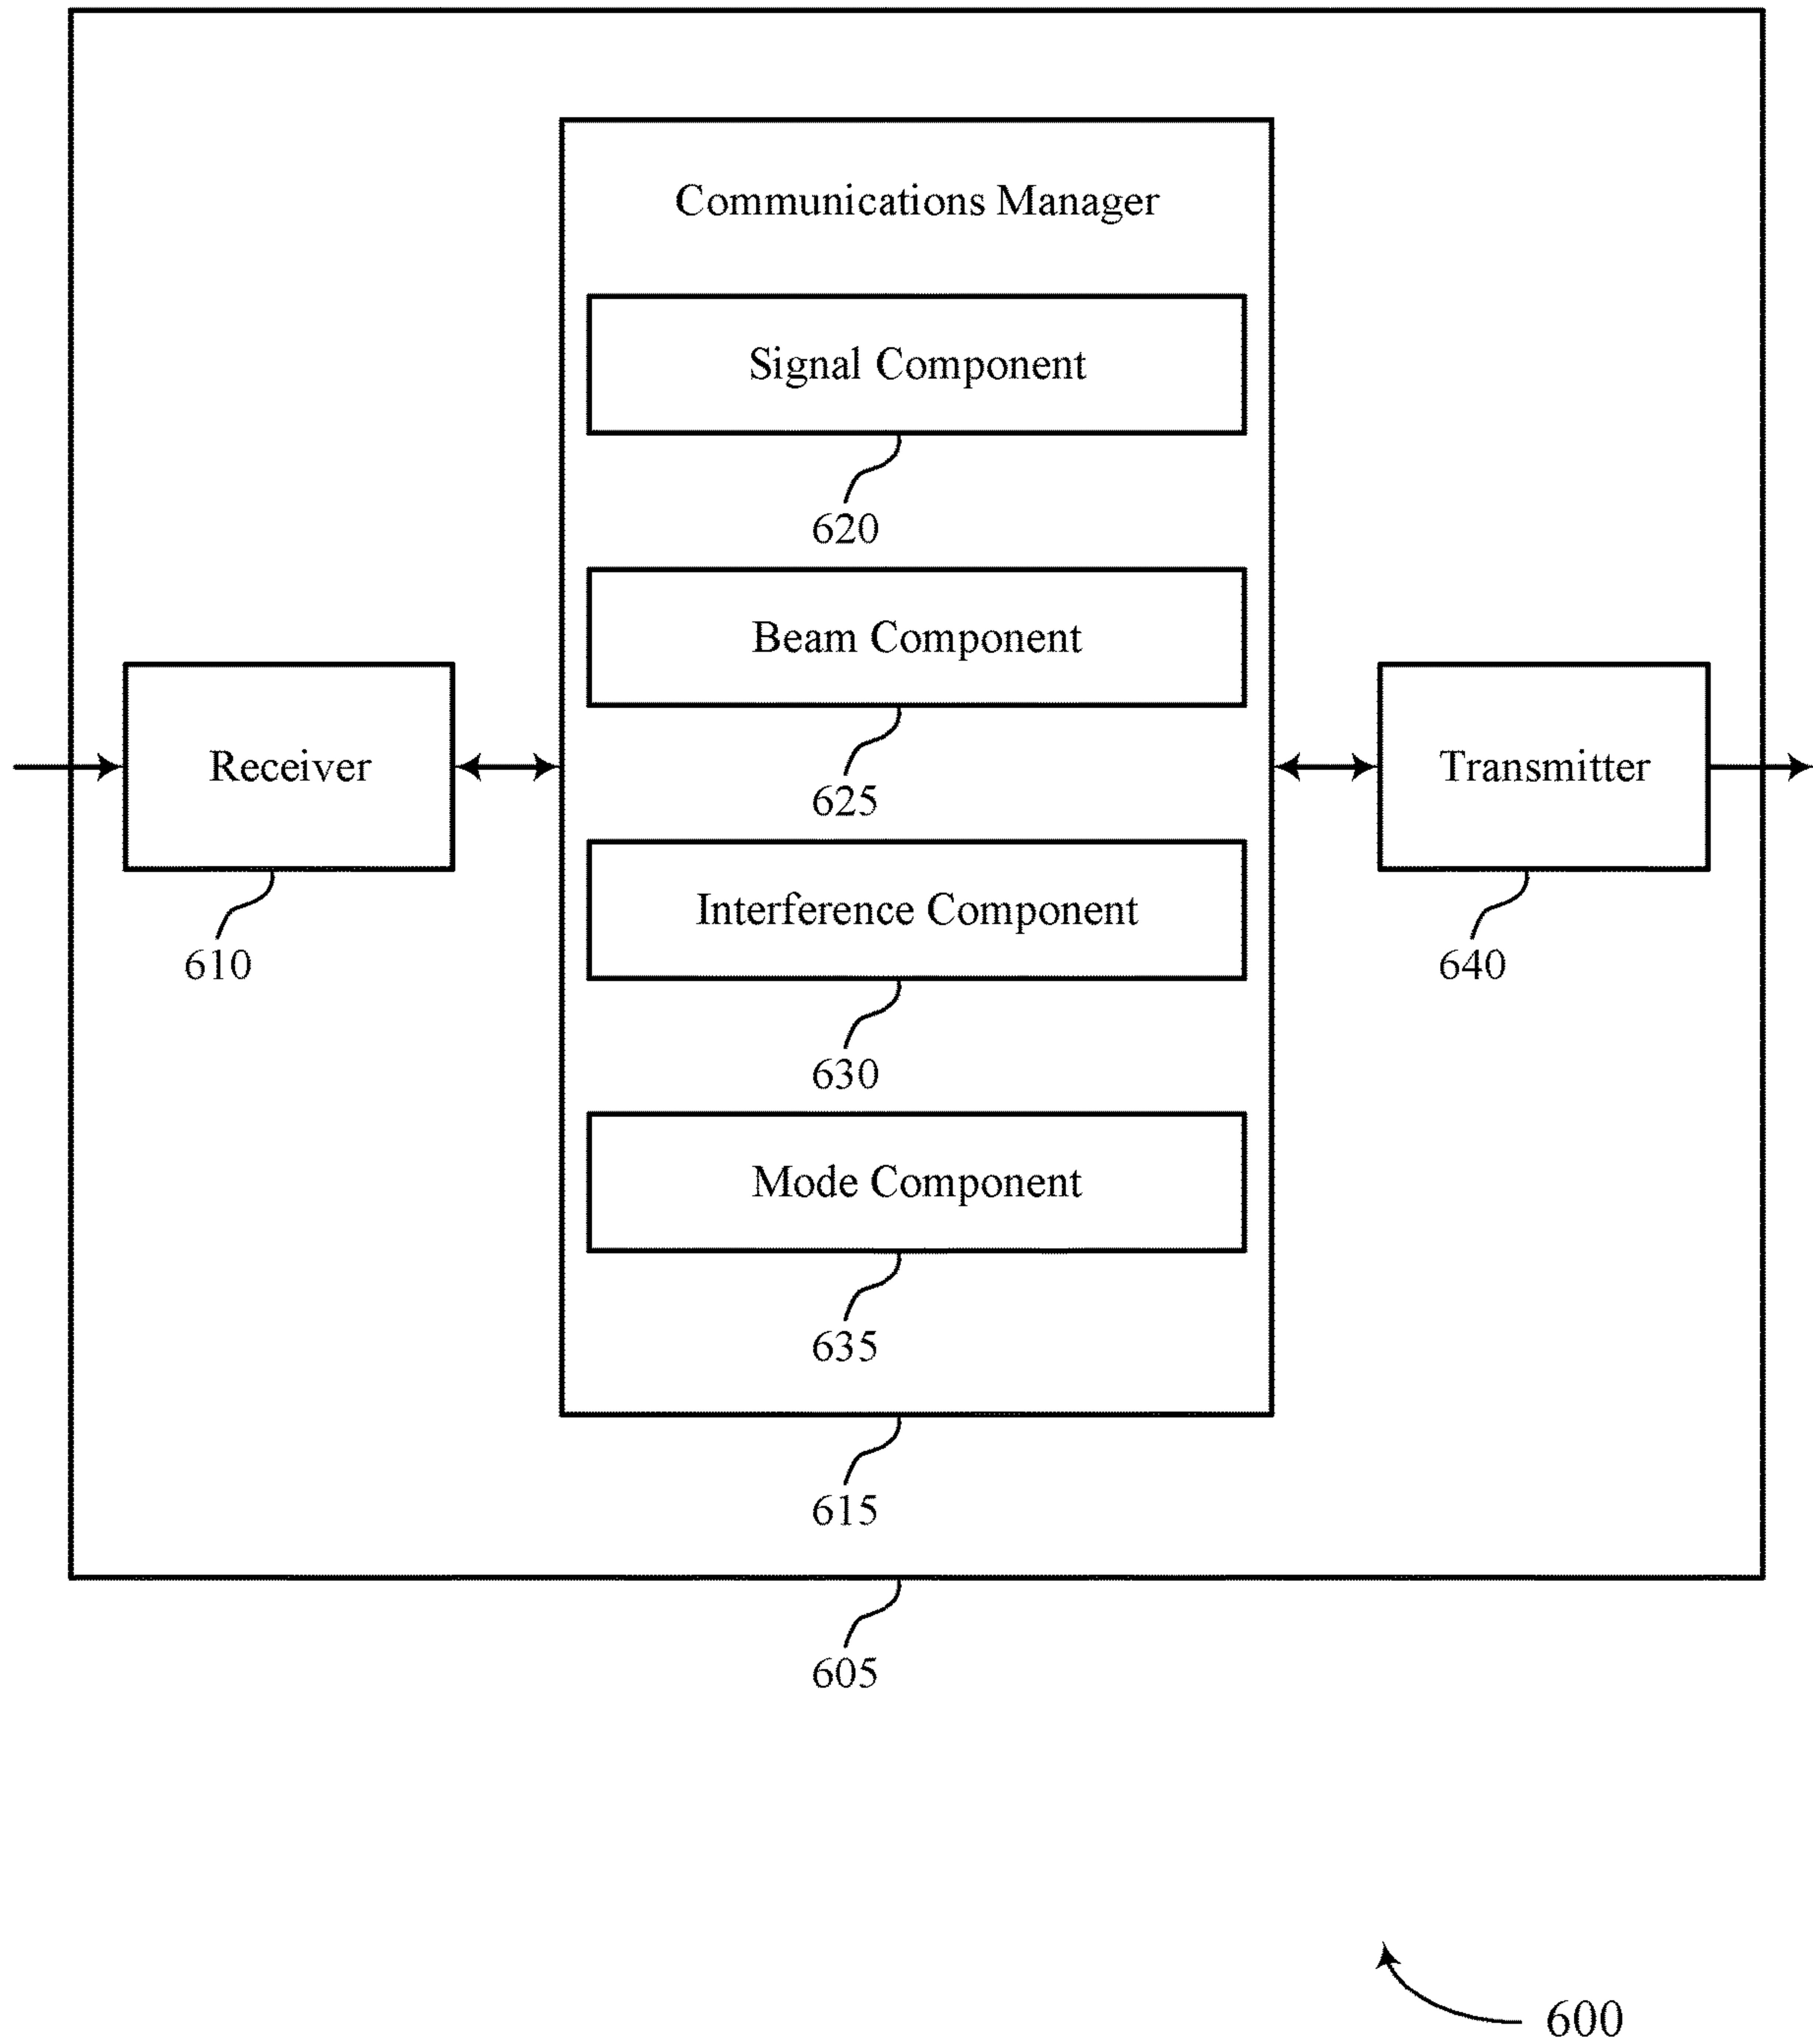 Communications Manager
Signal Component
620
Beam Component
625
Receiver
610
Transmitter
640
Interference Component
630
Mode Component
635
615
605
600